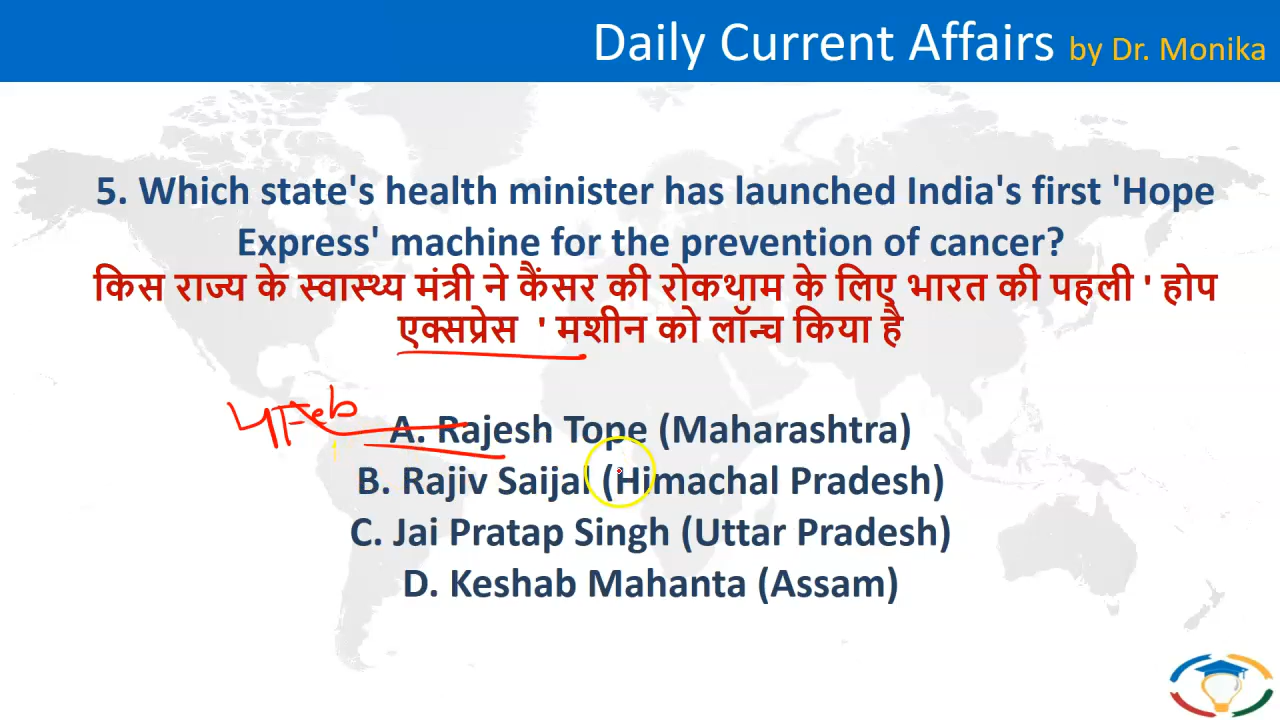 Daily Current Affairs by Dr. Monika
5. Which state's health minister has launched India's first 'Hope
Express' machine for the prevention of cancer?
किस राज्य के स्वास्थ्य मंत्री ने कैंसर की रोकथाम के लिए भारत की पहली ' होप
एक्सप्रेस ' मशीन को लॉन्च किया है
4 Feb
A. Rajesh Tope (Maharashtra)
B. Rajiv Saijal (Himachal Pradesh)
C. Jai Pratap Singh (Uttar Pradesh)
D. Keshab Mahanta (Assam)